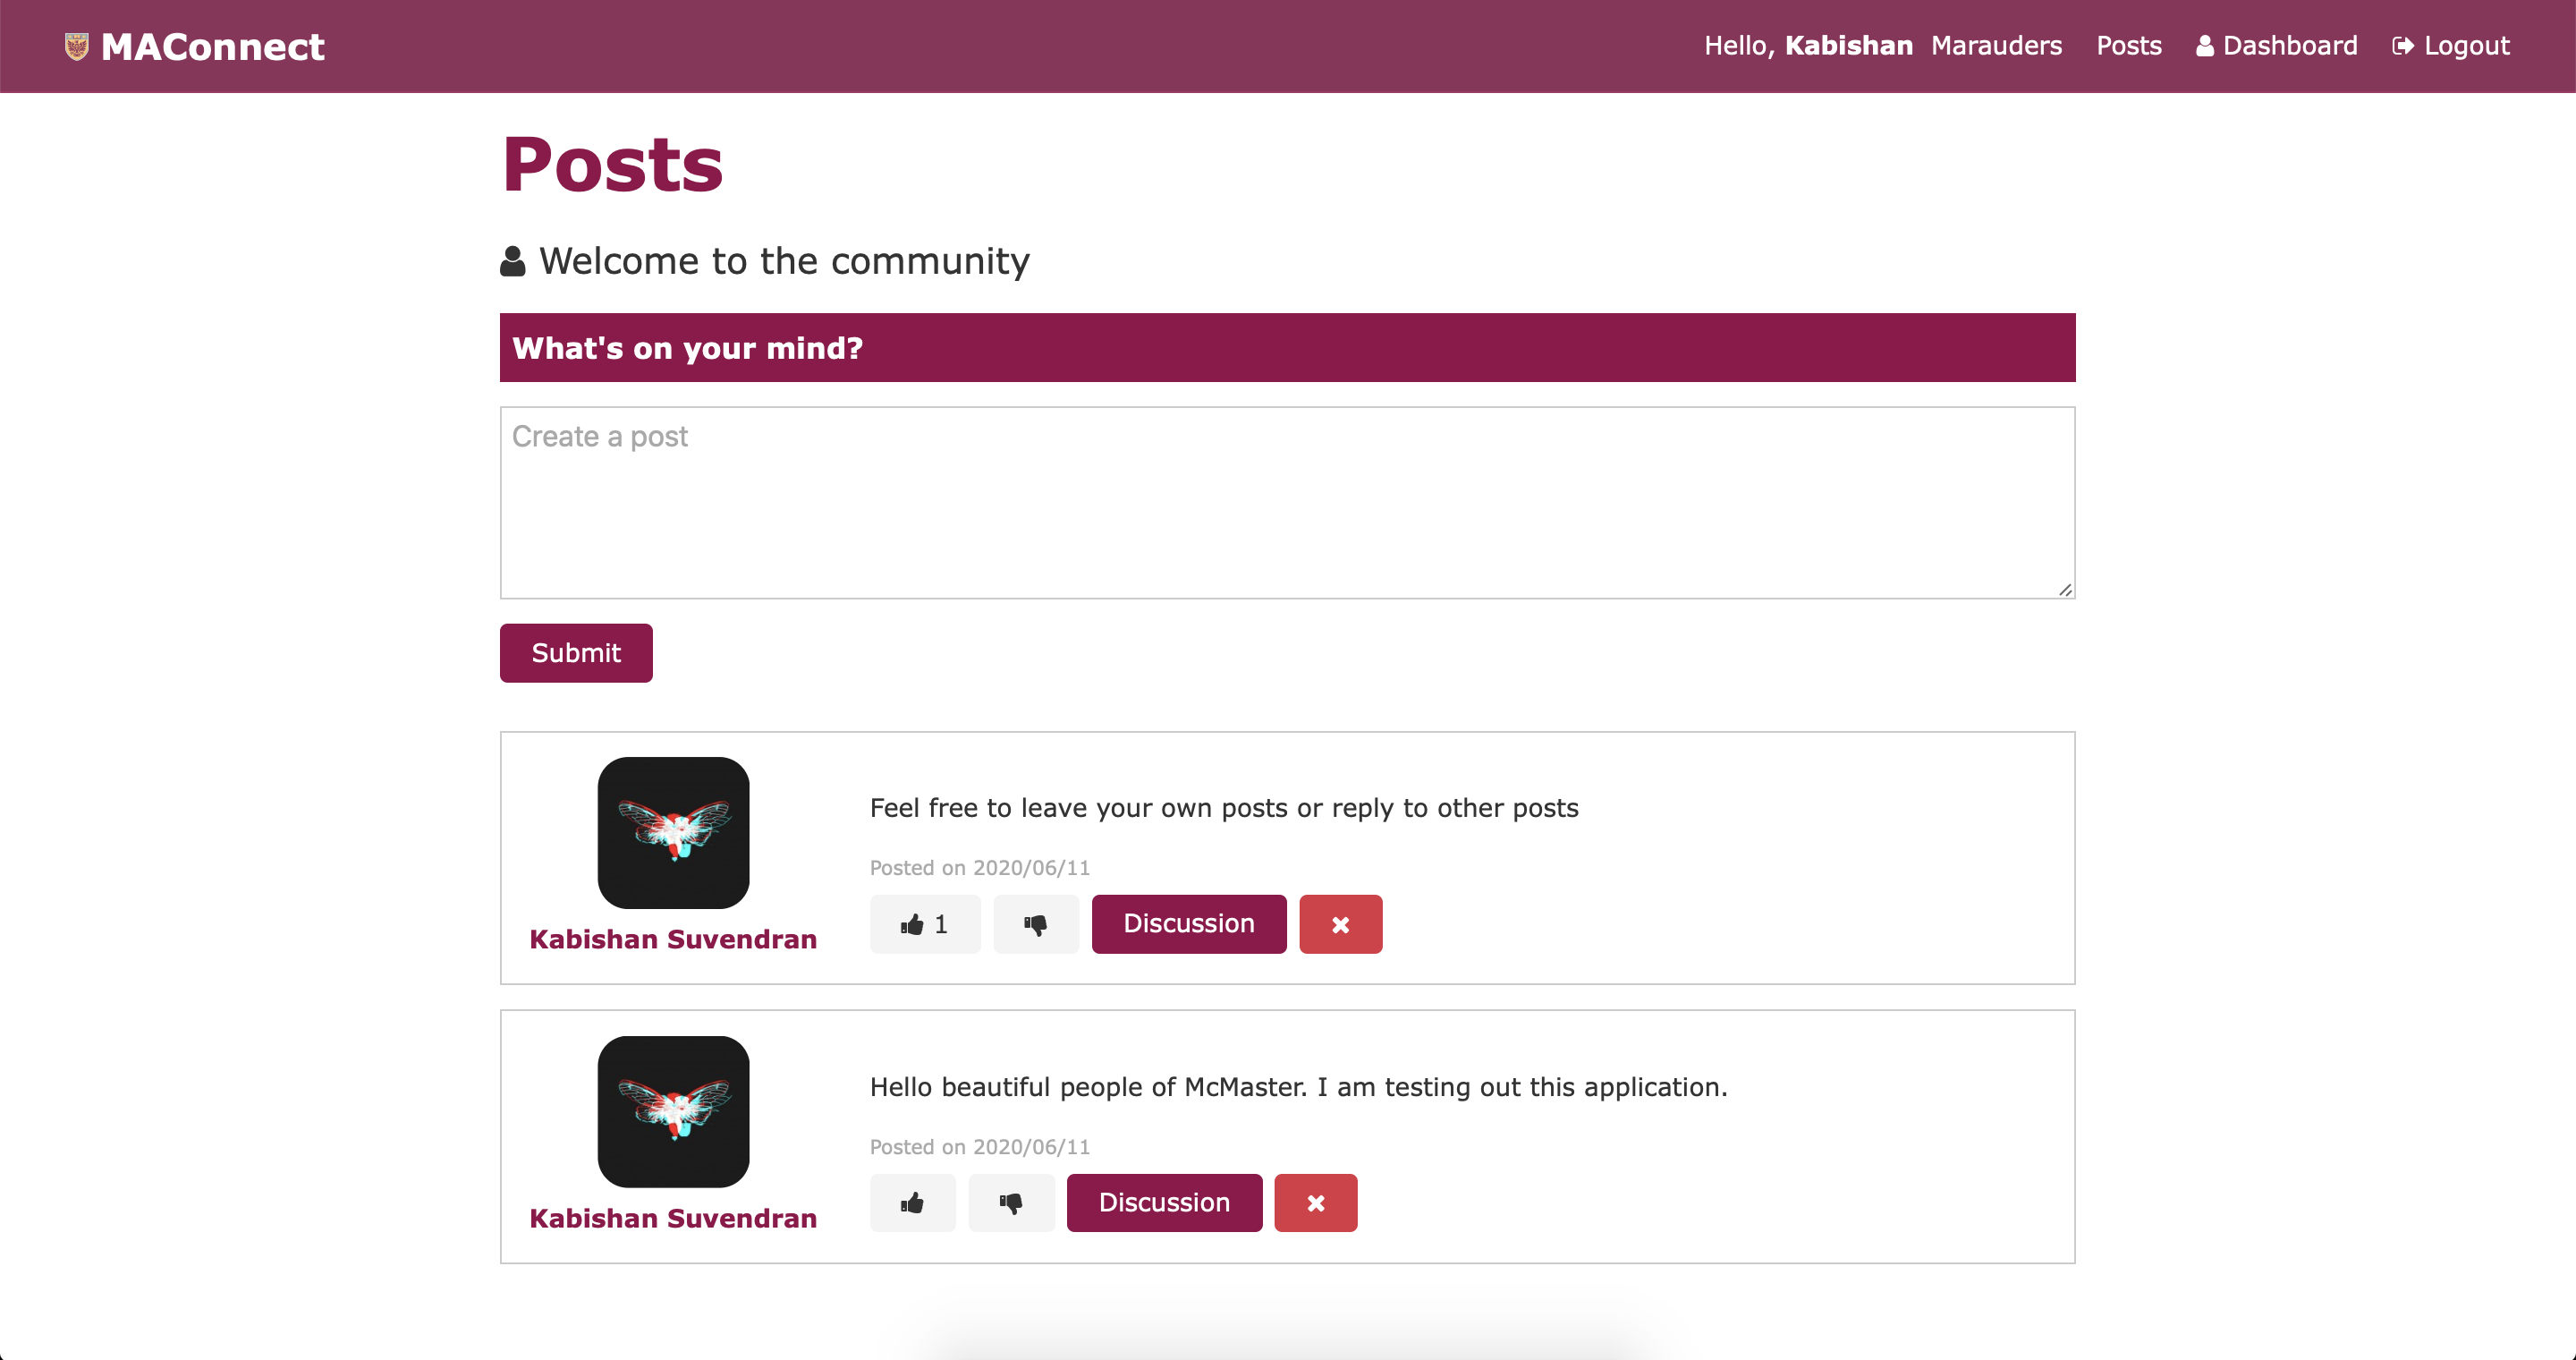 MAConnect
Hello, Kabishan Marauders Posts Dashboard Logout
Posts
Welcome to the community
What's on your mind?
Create a post
Submit
Feel free to leave your own posts or reply to other posts
Posted on 2020/06/11
1 Discussion
Kabishan Suvendran
Hello beautiful people of McMaster. I am testing out this application.
Posted on 2020/06/11
Discussion
Kabishan Suvendran